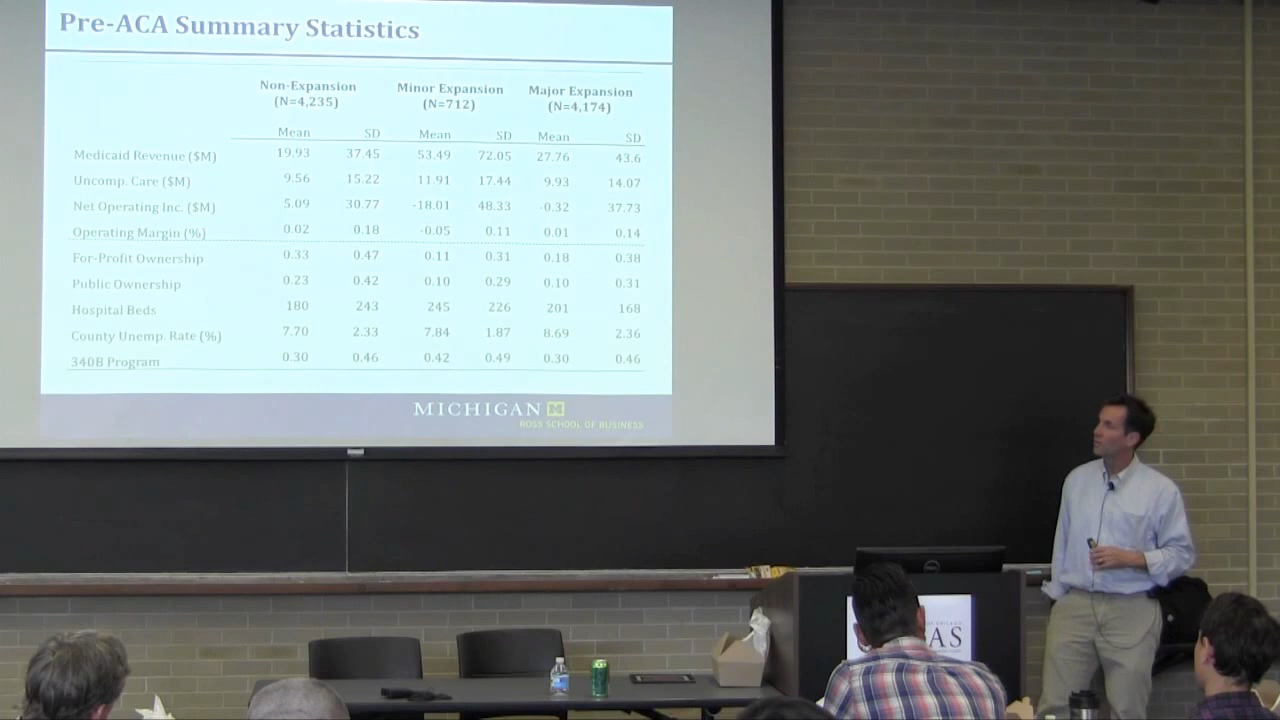 Pre-ACA Summary Statistics
Non-Expansion Minor Expansion Major Expansion
(N=4,235) (N=712) (N=4,174)
Mean SD Mean SD Mean SD
Medicaid Revenue ($M) 19.93 37.45 53.49 72.05 27.76 43.6
Uncomp. Care ($M) 9.56 15.22 11.91 17.44 9.93 14.07
Net Operating Inc. ($M) 5.09 30.77 -18.01 48.33 -0.32 37.73
Operating Margin (%) 0.02 0.18 -0.05 0.11 0.01 0.14
For-Profit Ownership 0.33 0.47 0.11 0.31 0.18 0.38
Public Ownership 0.23 0.42 0.10 0.29 0.10 0.31
Hospital Beds 180 243 245 226 201 168
County Unemp. Rate (%) 7.70 2.33 7.84 1.87 8.69 2.36
340B Program 0.30 0.46 0.42 0.49 0.30 0.46
MICHIGAN M
ROSS SCHOOL OF BUSINESS
DELL
AS